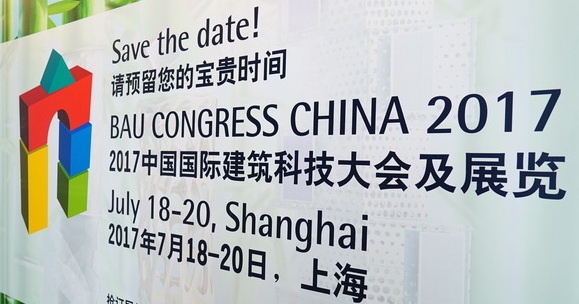 Save the date!
请预留您的宝贵时间
BAU CONGRESS CHINA 2017
2017中国国际建筑科技大会及展览
July 18-20, Shanghai
2017年7月18-20日，上海